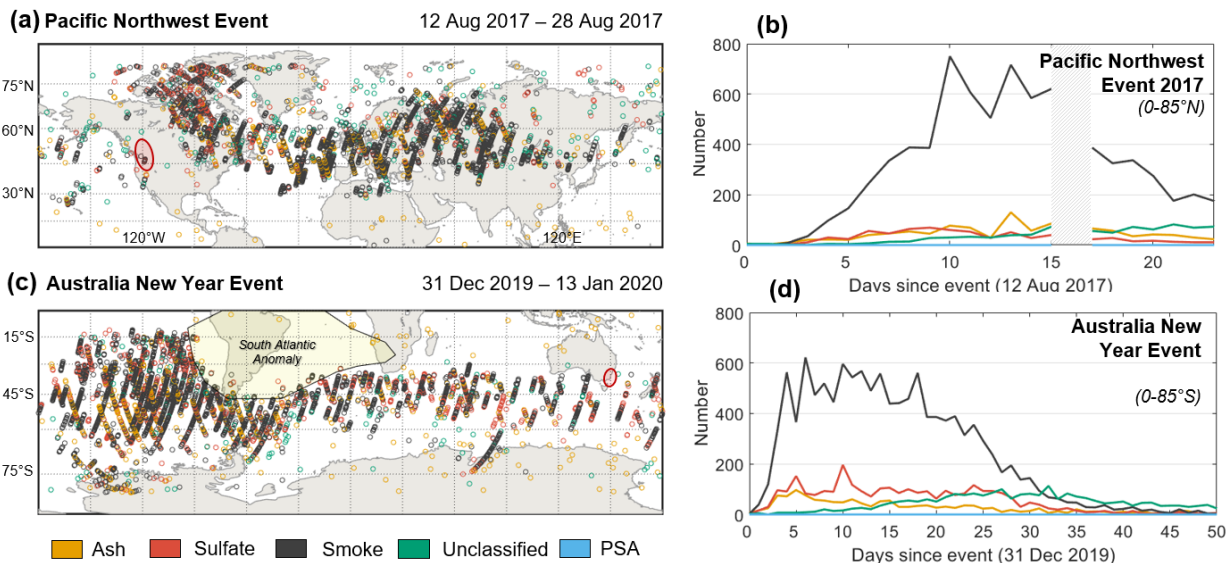 (a) Pacific Northwest Event 12 Aug 2017 – 28 Aug 2017
75°N
60°N
30°N
120°W
120°E
(b)
800
600
400
200
0
Number
Pacific Northwest
Event 2017
(0-85°N)
0 5 10 15 20
Days since event (12 Aug 2017)
(c) Australia New Year Event 31 Dec 2019 – 13 Jan 2020
15°S
45°S
75°S
South Atlantic
Anomaly
(d)
800
600
400
200
0
Number
Australia New
Year Event
(0-85°S)
0 5 10 15 20 25 30 35 40 45 50
Days since event (31 Dec 2019)
Ash Sulfate Smoke Unclassified PSA